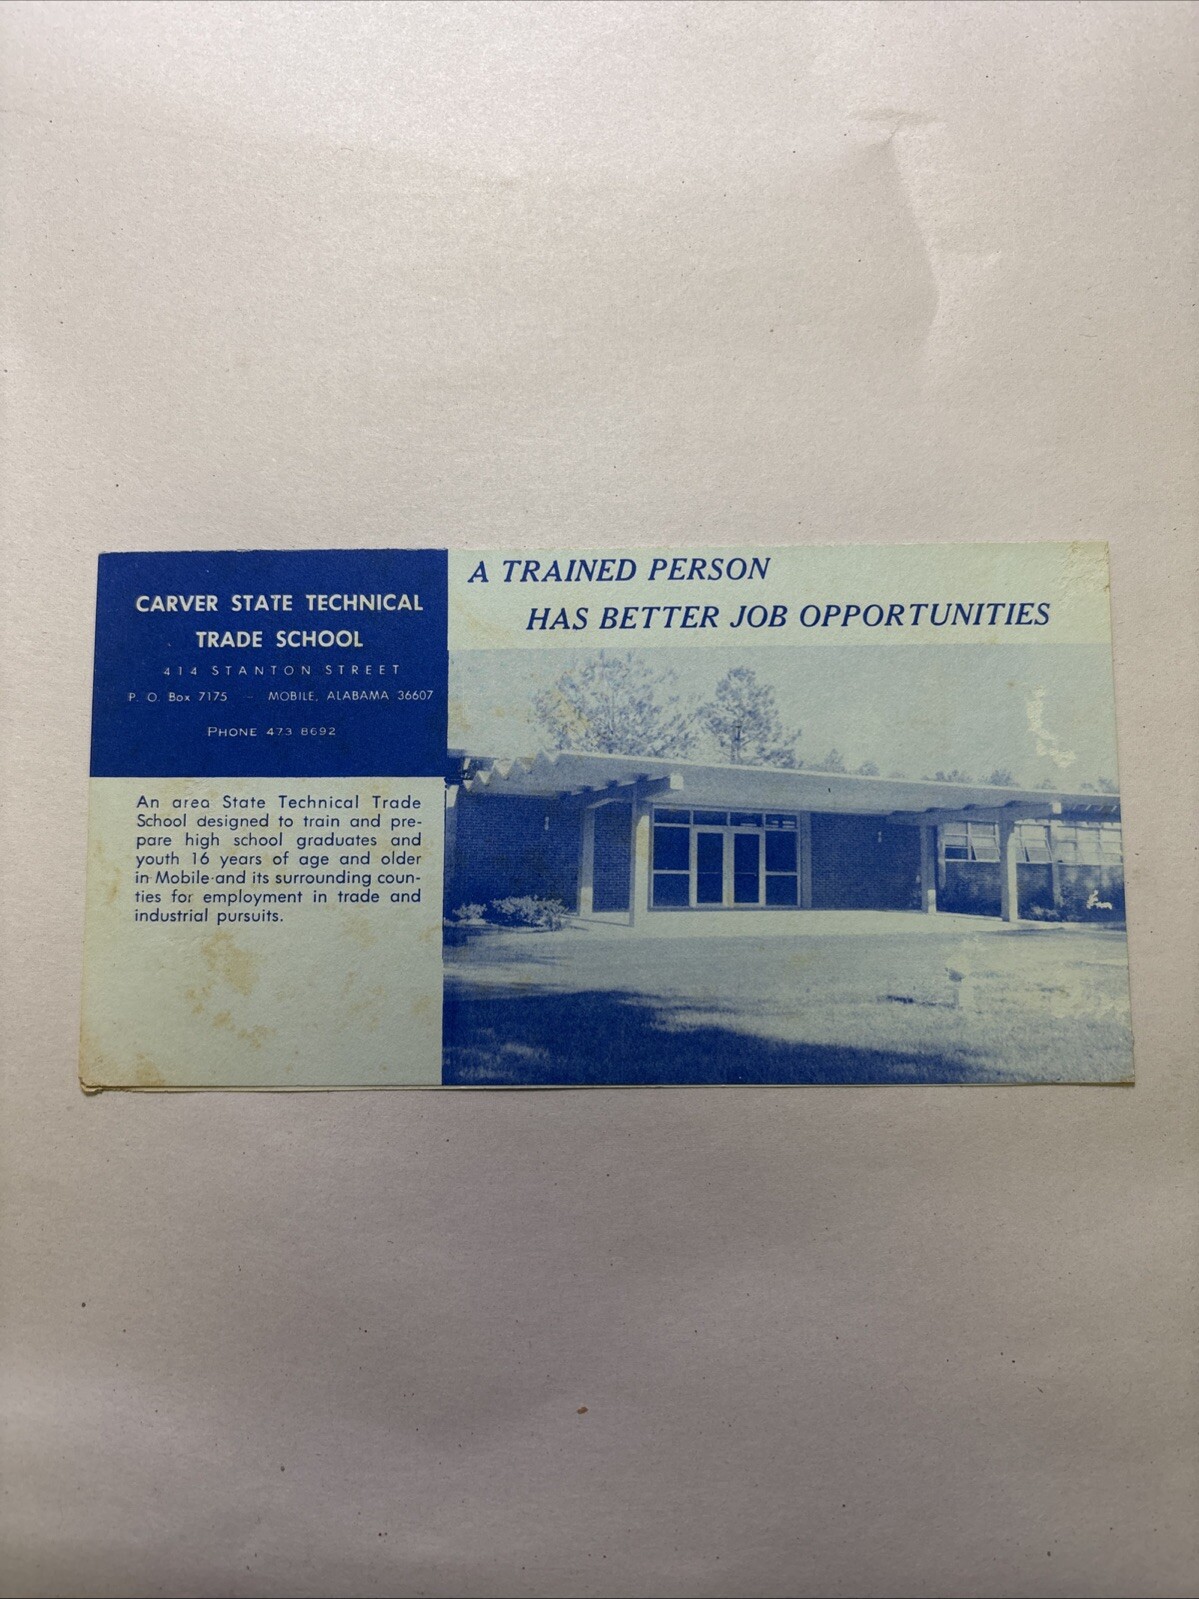 CARVER STATE TECHNICAL
TRADE SCHOOL
414 STANTON STREET
P. O. Box 7175 – MOBILE, ALABAMA 36607
PHONE 473 8692
An area State Technical Trade
School designed to train and pre-
pare high school graduates and
youth 16 years of age and older
in Mobile and its surrounding coun-
ties for employment in trade and
industrial pursuits.
A TRAINED PERSON
HAS BETTER JOB OPPORTUNITIES